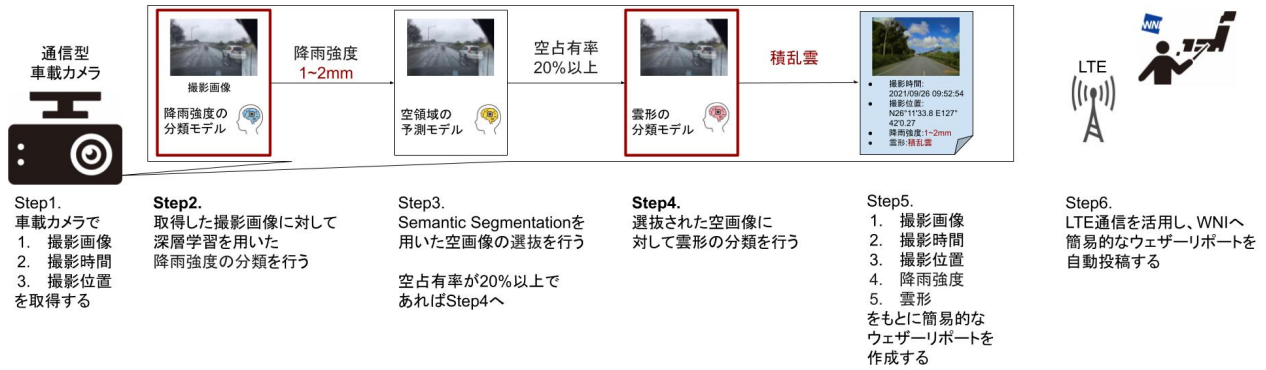 通信型
車載カメラ
撮影画像
降雨強度の
分類モデル
降雨強度
1~2mm
空領域の
予測モデル
空占有率
20%以上
雲形の
分類モデル
積乱雲
● 撮影時間:
2021/09/26 09:52:54
● 撮影位置:
N26°11'33.8 E127°
42'0.27
● 降雨強度:1~2mm
● 雲形:積乱雲
LTE
WNI
Step1.
車載カメラで
1. 撮影画像
2. 撮影時間
3. 撮影位置
を取得する
Step2.
取得した撮影画像に対して
深層学習を用いた
降雨強度の分類を行う
Step3.
Semantic Segmentationを
用いた空画像の選抜を行う
空占有率が20%以上で
あればStep4へ
Step4.
選抜された空画像に
対して雲形の分類を行う
Step5.
1. 撮影画像
2. 撮影時間
3. 撮影位置
4. 降雨強度
5. 雲形
をもとに簡易的な
ウェザーリポートを
作成する
Step6.
LTE通信を活用し、WNIへ
簡易的なウェザーリポートを
自動投稿する